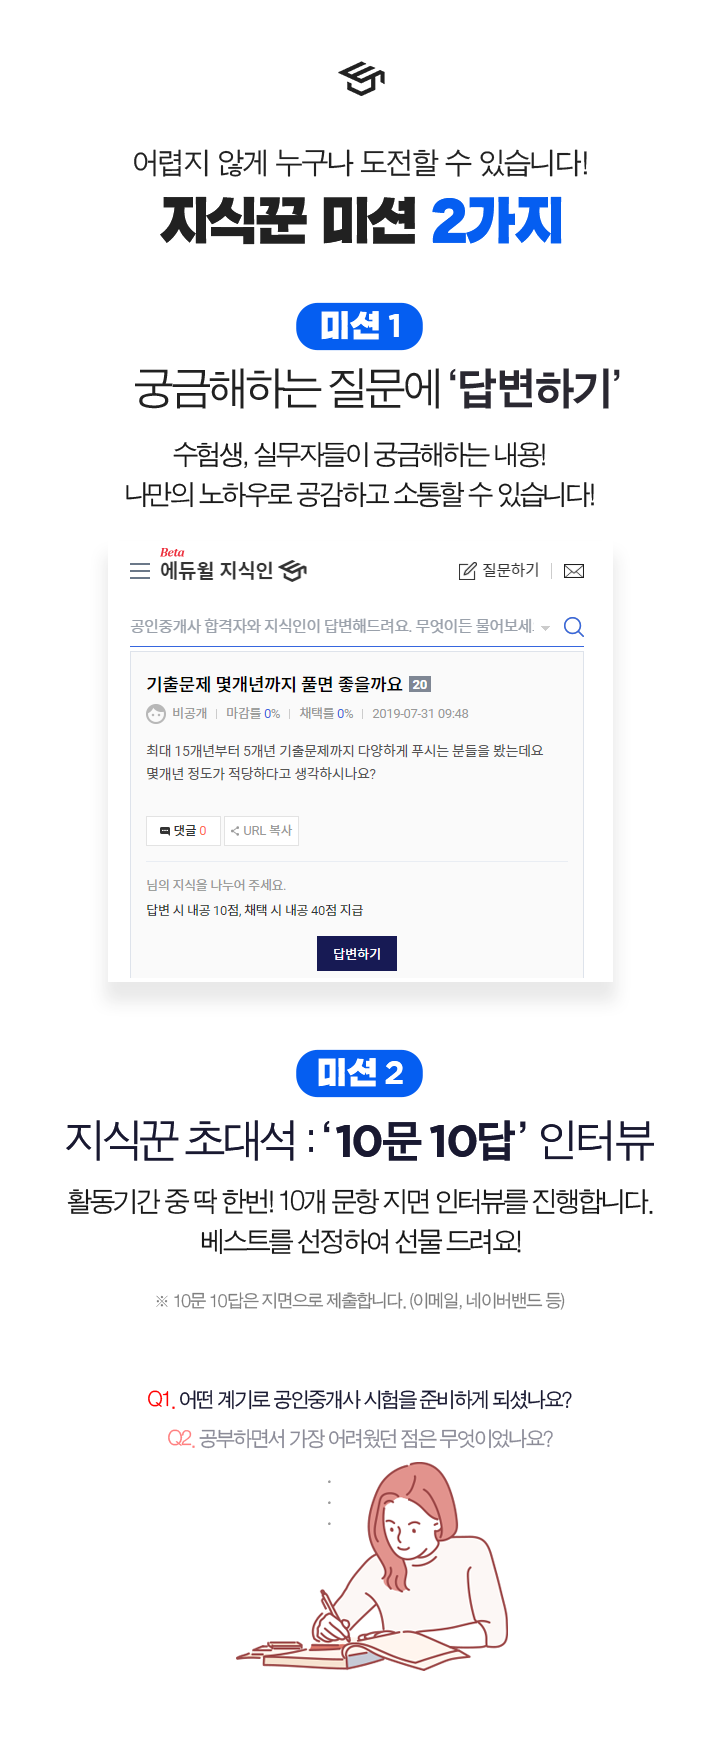 어렵지 않게 누구나 도전할 수 있습니다!
지식꾼 미션 2가지
미션 1
궁금해하는 질문에 ‘답변하기’
수험생, 실무자들이 궁금해하는 내용!
나만의 노하우로 공감하고 소통할 수 있습니다!
Beta
에듀윌 지식인
질문하기
공인중개사 합격자와 지식인이 답변해드려요. 무엇이든 물어보세.
기출문제 몇개년까지 풀면 좋을까요 20
비공개 | 마감률 0% | 채택률 0% | 2019-07-31 09:48
최대 15개년부터 5개년 기출문제까지 다양하게 푸시는 분들을 봤는데요
몇개년 정도가 적당하다고 생각하시나요?
댓글 0 URL 복사
님의 지식을 나누어 주세요.
답변 시 내공 10점, 채택 시 내공 40점 지급
답변하기
미션 2
지식꾼 초대석 : ‘10문 10답’ 인터뷰
활동기간 중 딱 한번! 10개 문항 지면 인터뷰를 진행합니다.
베스트를 선정하여 선물 드려요!
※ 10문 10답은 지면으로 제출합니다. (이메일, 네이버밴드 등)
Q1. 어떤 계기로 공인중개사 시험을 준비하게 되셨나요?
Q2. 공부하면서 가장 어려웠던 점은 무엇이었나요?